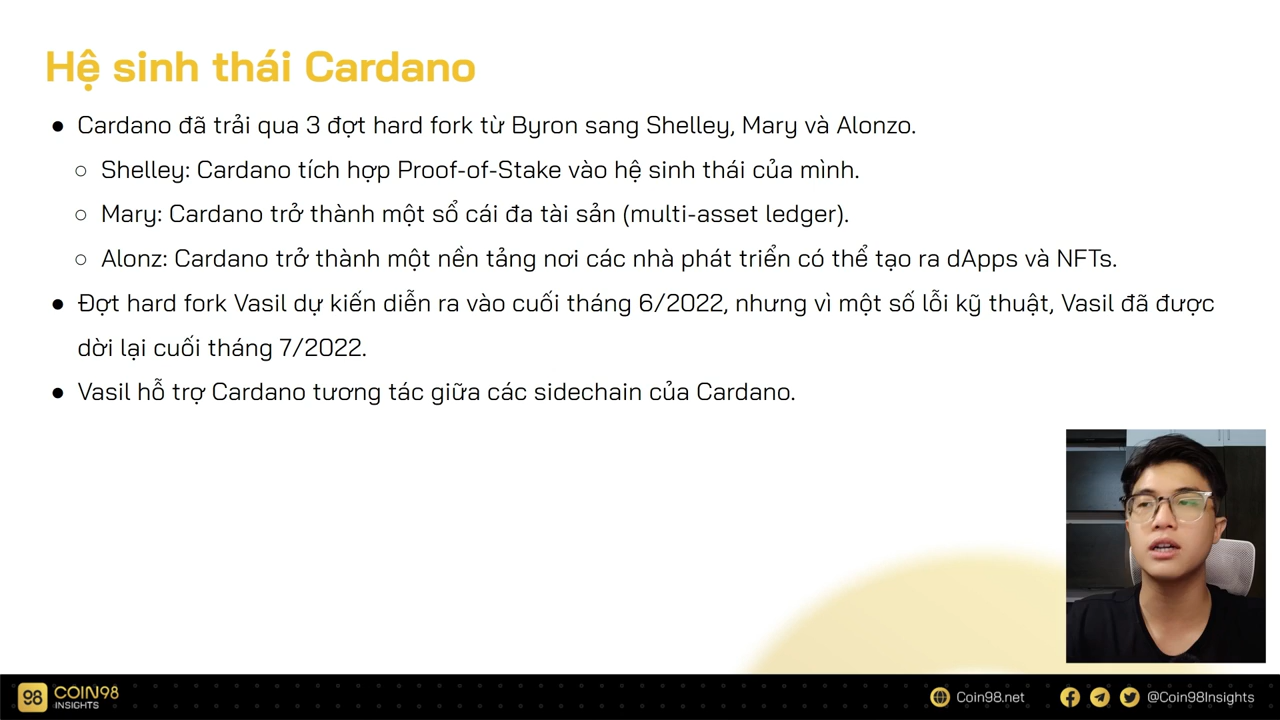 Hệ sinh thái Cardano
● Cardano đã trải qua 3 đợt hard fork từ Byron sang Shelley, Mary và Alonzo.
○ Shelley: Cardano tích hợp Proof-of-Stake vào hệ sinh thái của mình.
○ Mary: Cardano trở thành một sổ cái đa tài sản (multi-asset ledger).
○ Alonz: Cardano trở thành một nền tảng nơi các nhà phát triển có thể tạo ra dApps và NFTs.
● Đợt hard fork Vasil dự kiến diễn ra vào cuối tháng 6/2022, nhưng vì một số lỗi kỹ thuật, Vasil đã được
dời lại cuối tháng 7/2022.
● Vasil hỗ trợ Cardano tương tác giữa các sidechain của Cardano.
98 COIN98
INSIGHTS
Coin98.net
@Coin98Insights